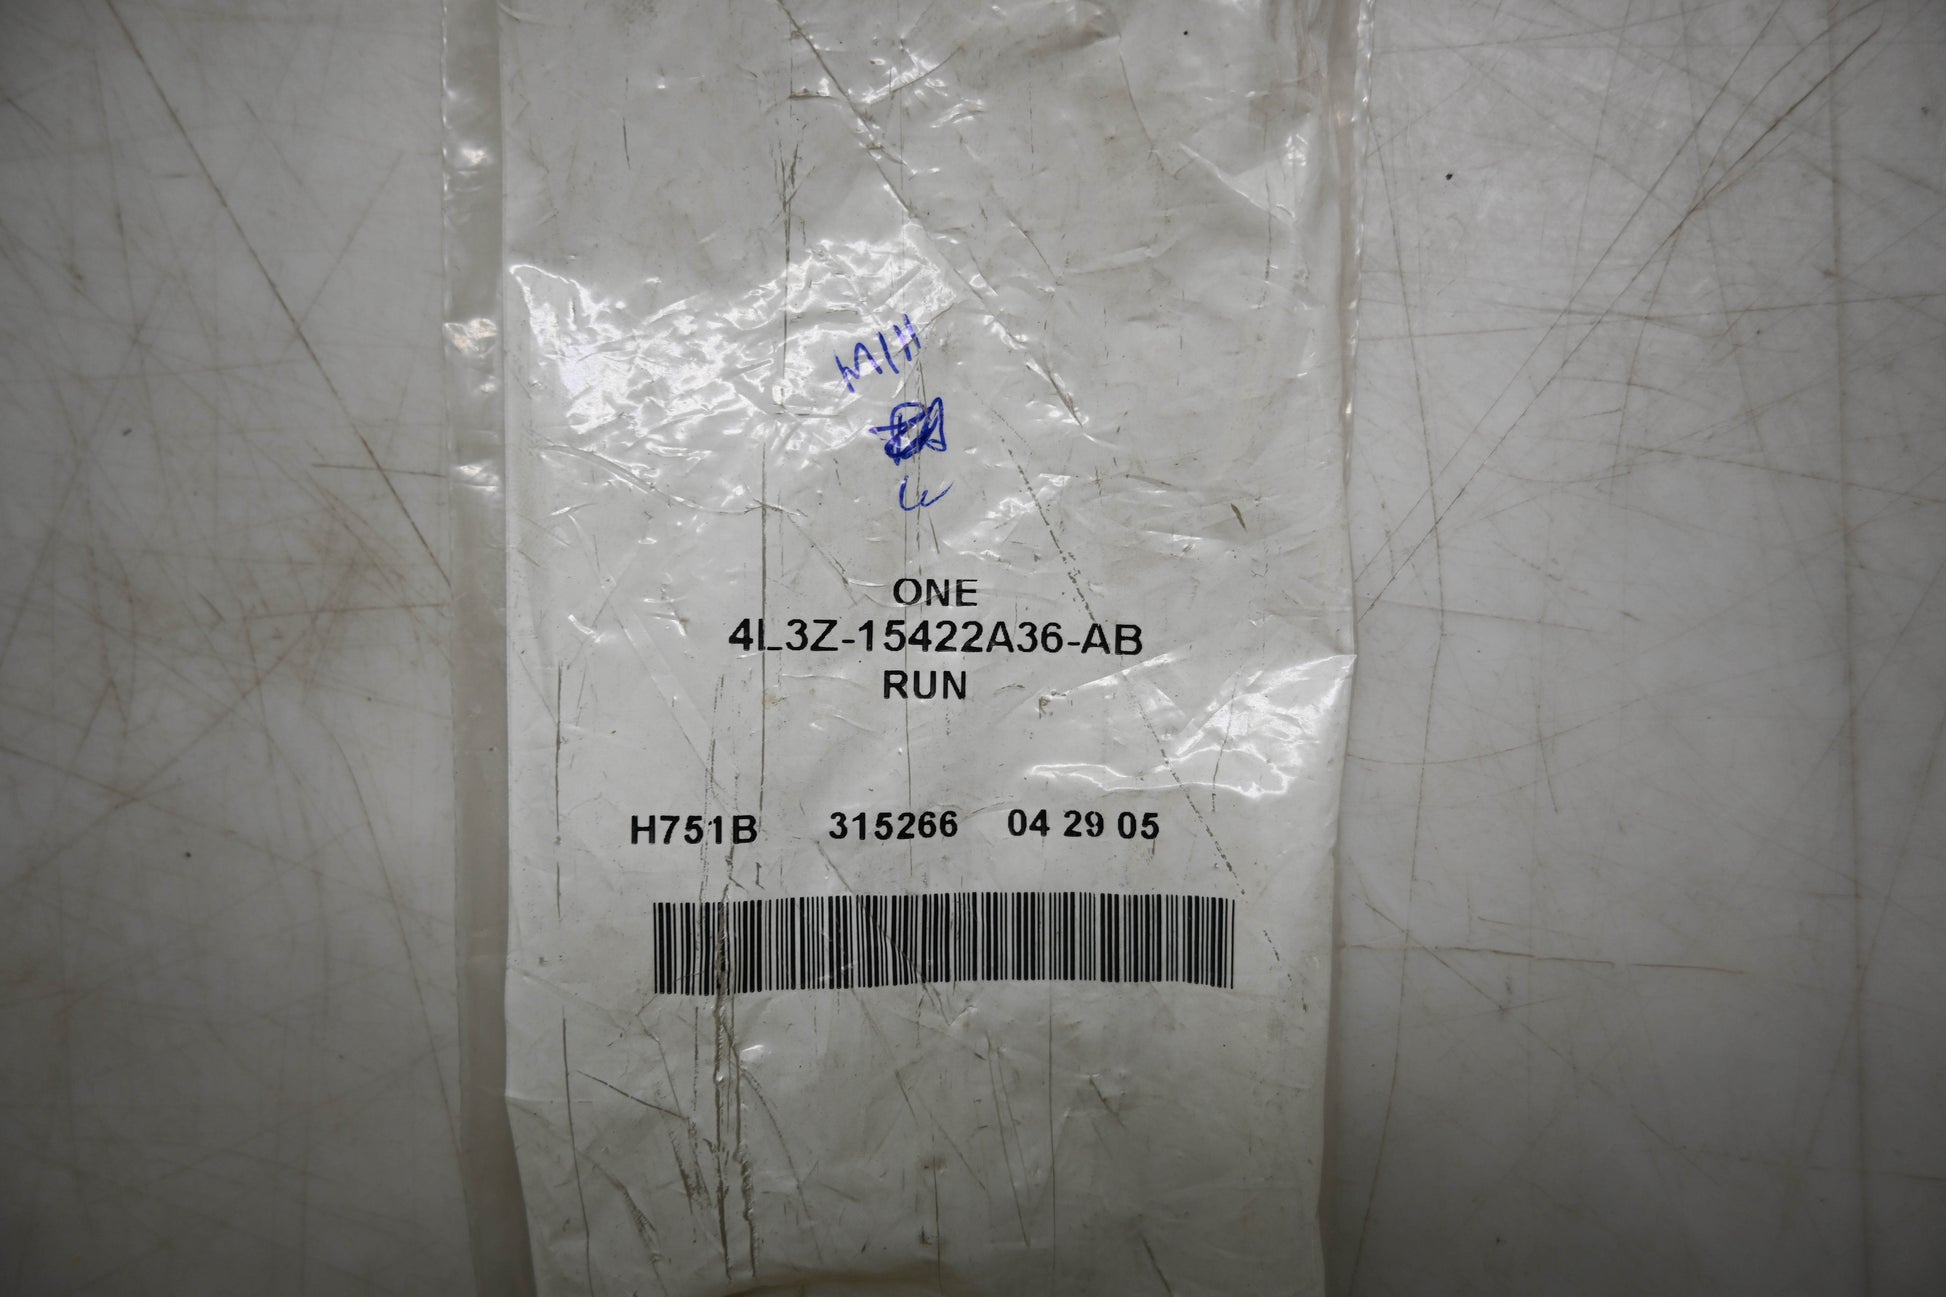 ONE
4L3Z-15422A36-AB
RUN
H751B 315266 04 29 05